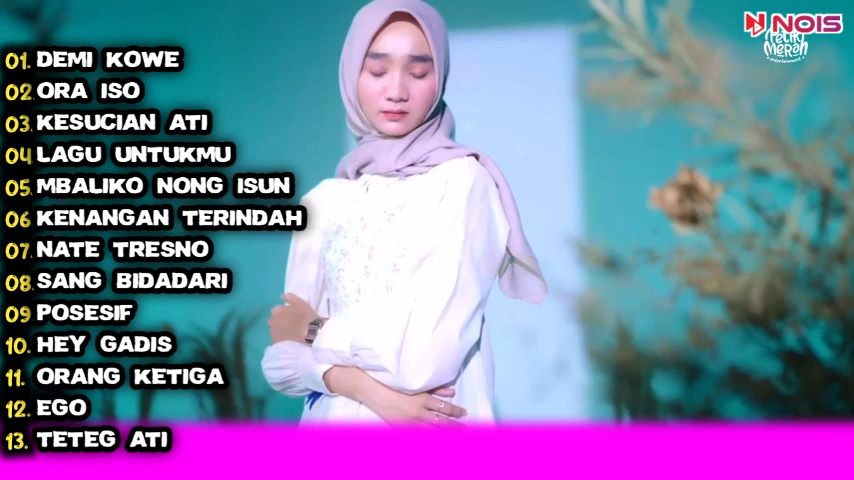 NOIS
PETIK
MERAH
entertainment
01. DEMI KOWE
02. ORA ISO
03. KESUCIAN ATI
04. LAGU UNTUKMU
05. MBALIKO NONG ISUN
06. KENANGAN TERINDAH
07. NATE TRESNO
08. SANG BIDADARI
09. POSESIF
10. HEY GADIS
11. ORANG KETIGA
12. EGO
13. TETEG ATI